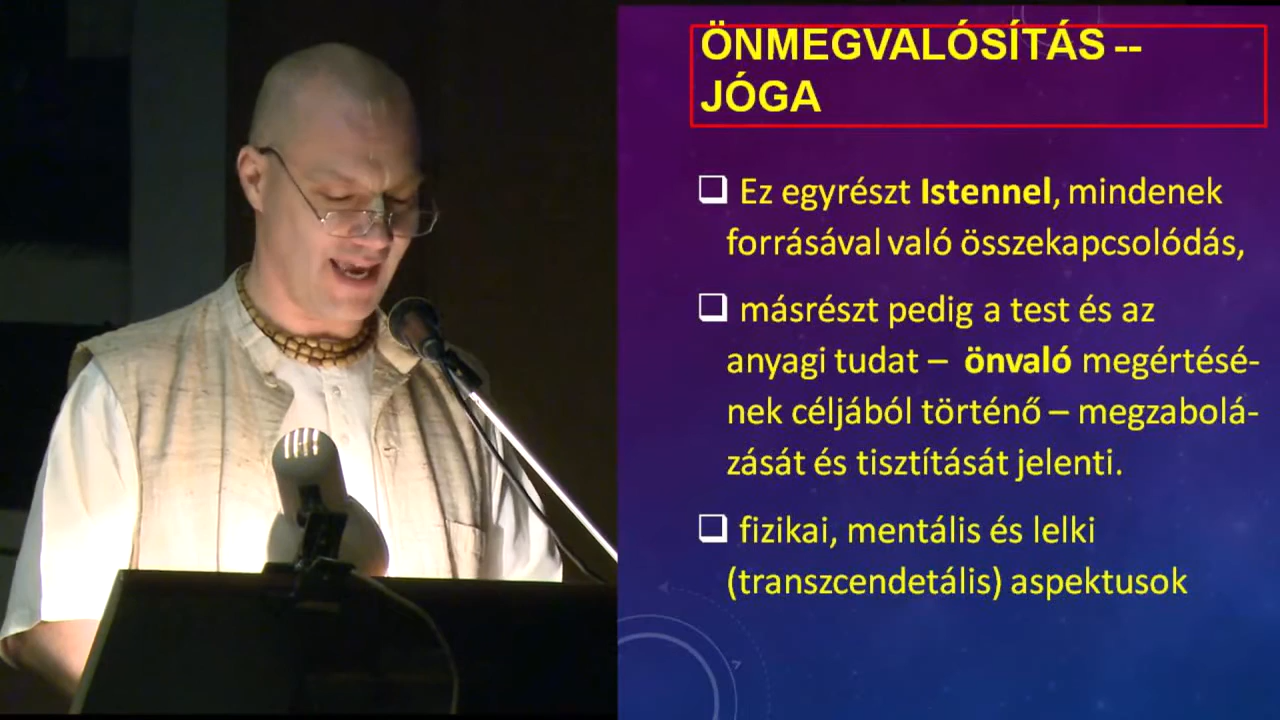 ÖNMEGVALÓSÍTÁS --
JÓGA
Ez egyrészt Istennel, mindenek
forrásával való összekapcsolódás,
másrészt pedig a test és az
anyagi tudat – önvaló megértésé-
nek céljából történő – megzabolá-
zását és tisztítását jelenti.
fizikai, mentális és lelki
(transzcendetális) aspektusok